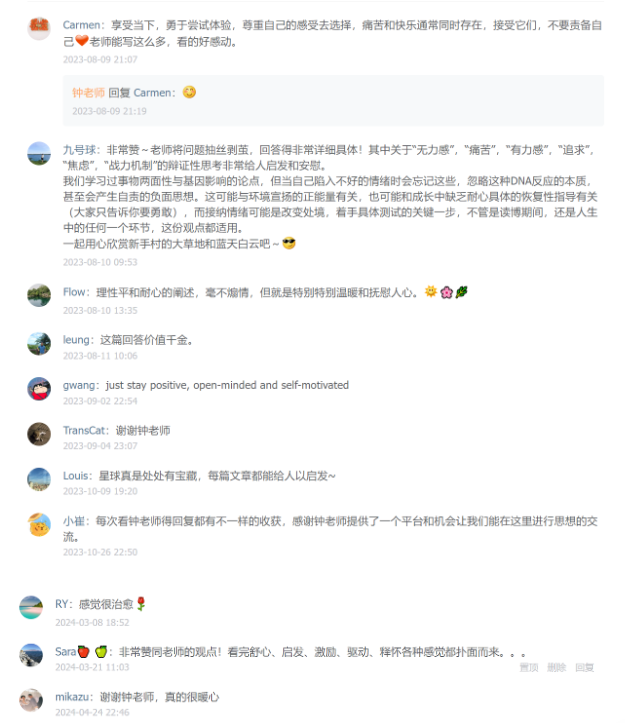 Carmen：享受当下，勇于尝试体验，尊重自己的感受去选择，痛苦和快乐通常同时存在，接受它们，不要责备自
己❤️老师能写这么多，看的好感动。
2023-08-09 21:07
钟老师 回复 Carmen：😊
2023-08-09 21:19
九号球：非常赞～老师将问题抽丝剥茧，回答得非常详细具体！其中关于“无力感”，“痛苦”，“有力感”，“追求”，
“焦虑”，“战力机制”的辩证性思考非常给人启发和安慰。
我们学习过事物两面性与基因影响的论点，但当自己陷入不好的情绪时会忘记这些，忽略这种DNA反应的本质，
甚至会产生自责的负面思想。这可能与环境宣扬的正能量有关，也可能和成长中缺乏耐心具体的恢复性指导有关
（大家只告诉你要勇敢），而接纳情绪可能是改变处境，着手具体测试的关键一步，不管是读博期间，还是人生
中的任何一个环节，这份观点都适用。
一起用心欣赏新手村的大草地和蓝天白云吧～😎
2023-08-10 09:53
Flow：理性平和耐心的阐述，毫不煽情，但就是特别特别温暖和抚慰人心。🌞🌸🌿
2023-08-10 13:35
leung：这篇回答价值千金。
2023-08-11 10:06
gwang：just stay positive, open-minded and self-motivated
2023-09-02 22:54
TransCat：谢谢钟老师
2023-09-04 23:07
Louis：星球真是处处有宝藏，每篇文章都能给人以启发~
2023-10-09 19:20
小崔：每次看钟老师得回复都有不一样的收获，感谢钟老师提供了一个平台和机会让我们能在这里进行思想的交
流。
2023-10-26 22:50
RY：感觉很治愈🌹
2024-03-08 18:52
Sara🍎 🍏：非常赞同老师的观点！看完舒心、启发、激励、驱动、释怀各种感觉都扑面而来。。。
2024-03-21 11:03 置顶 删除 回复
mikazu：谢谢钟老师，真的很暖心
2024-04-24 22:46